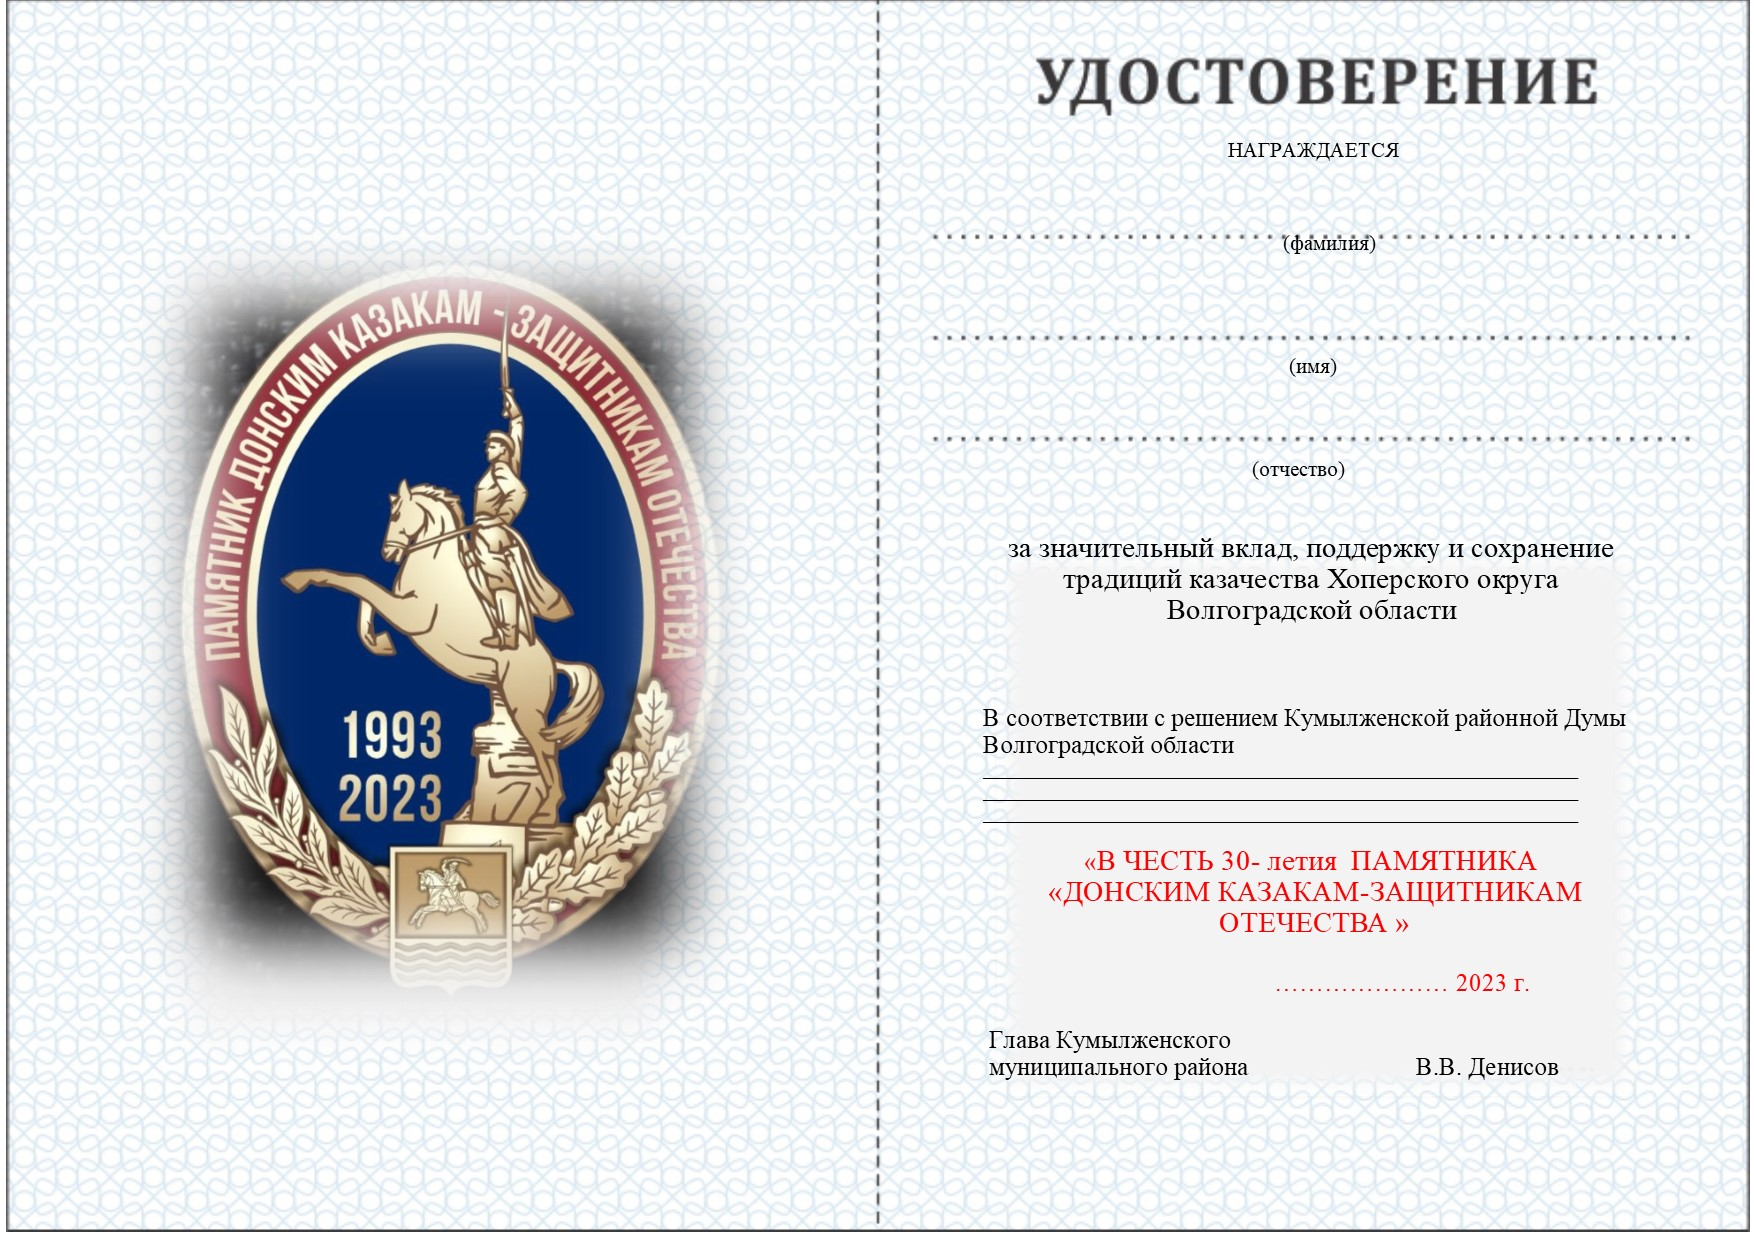 ПАМЯТНИК ДОНСКИМ КАЗАКАМ - ЗАЩИТНИКАМ ОТЕЧЕСТВА
1993
2023
УДОСТОВЕРЕНИЕ
НАГРАЖДАЕТСЯ
(фамилия)
(имя)
(отчество)
за значительный вклад, поддержку и сохранение
традиций казачества Хоперского округа
Волгоградской области
В соответствии с решением Кумылженской районной Думы
Волгоградской области
«В ЧЕСТЬ 30- летия ПАМЯТНИКА
«ДОНСКИМ КАЗАКАМ-ЗАЩИТНИКАМ
ОТЕЧЕСТВА »
………………… 2023 г.
Глава Кумылженского
муниципального района В.В. Денисов